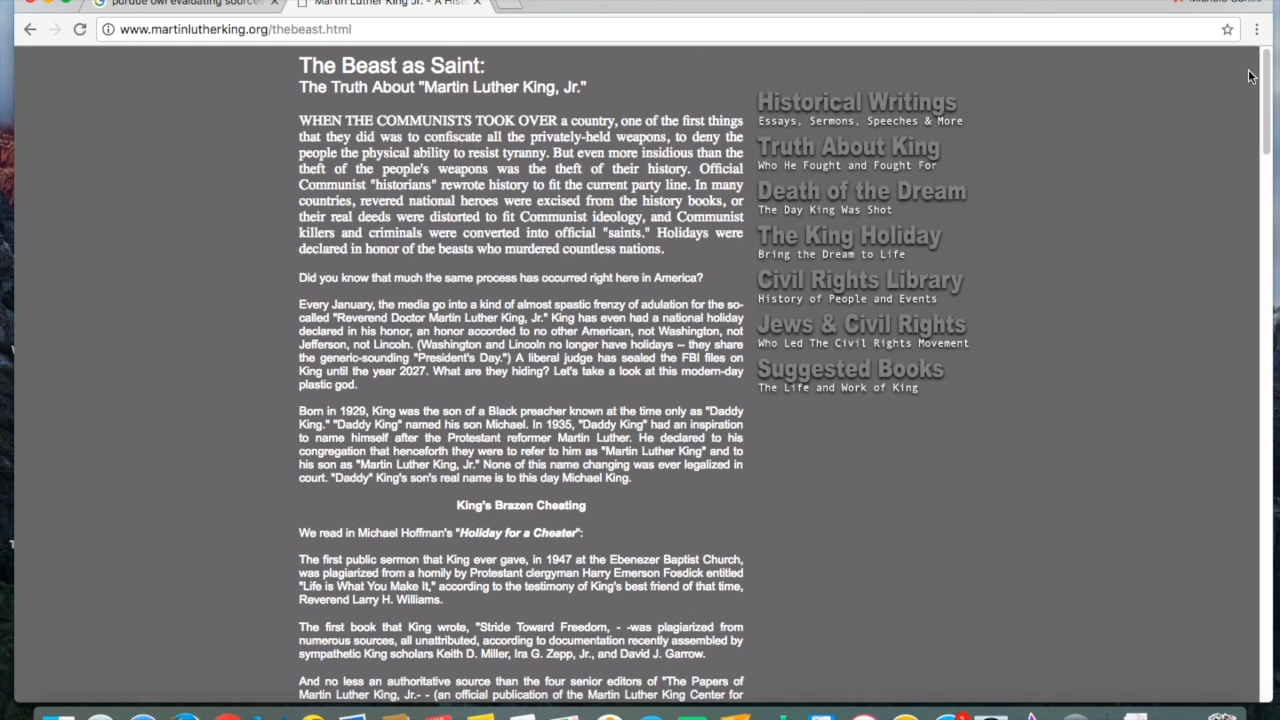 purdue owl evaluating sources
Martin Luther King Jr. - A Histo
www.martinlutherking.org/thebeast.html
The Beast as Saint:
The Truth About "Martin Luther King, Jr."
WHEN THE COMMUNISTS TOOK OVER a country, one of the first things
that they did was to confiscate all the privately-held weapons, to deny the
people the physical ability to resist tyranny. But even more insidious than the
theft of the people's weapons was the theft of their history. Official
Communist "historians" rewrote history to fit the current party line. In many
countries, revered national heroes were excised from the history books, or
their real deeds were distorted to fit Communist ideology, and Communist
killers and criminals were converted into official "saints." Holidays were
declared in honor of the beasts who murdered countless nations.
Did you know that much the same process has occurred right here in America?
Every January, the media go into a kind of almost spastic frenzy of adulation for the so-
called "Reverend Doctor Martin Luther King, Jr." King has even had a national holiday
declared in his honor, an honor accorded to no other American, not Washington, not
Jefferson, not Lincoln. (Washington and Lincoln no longer have holidays -- they share
the generic-sounding "President's Day.") A liberal judge has sealed the FBI files on
King until the year 2027. What are they hiding? Let's take a look at this modern-day
plastic god.
Born in 1929, King was the son of a Black preacher known at the time only as "Daddy
King." "Daddy King" named his son Michael. In 1935, "Daddy King" had an inspiration
to name himself after the Protestant reformer Martin Luther. He declared to his
congregation that henceforth they were to refer to him as "Martin Luther King" and to
his son as "Martin Luther King, Jr." None of this name changing was ever legalized in
court. "Daddy" King's son's real name is to this day Michael King.
King's Brazen Cheating
We read in Michael Hoffman's "Holiday for a Cheater":
The first public sermon that King ever gave, in 1947 at the Ebenezer Baptist Church,
was plagiarized from a homily by Protestant clergyman Harry Emerson Fosdick entitled
"Life is What You Make It," according to the testimony of King's best friend of that time,
Reverend Larry H. Williams.
The first book that King wrote, "Stride Toward Freedom, - -was plagiarized from
numerous sources, all unattributed, according to documentation recently assembled by
sympathetic King scholars Keith D. Miller, Ira G. Zepp, Jr., and David J. Garrow.
And no less an authoritative source than the four senior editors of "The Papers of
Martin Luther King, Jr.- - (an official publication of the Martin Luther King Center for
Historical Writings
Essays, Sermons, Speeches & More
Truth About King
Who He Fought and Fought For
Death of the Dream
The Day King Was Shot
The King Holiday
Bring the Dream to Life
Civil Rights Library
History of People and Events
Jews & Civil Rights
Who Led The Civil Rights Movement
Suggested Books
The Life and Work of King